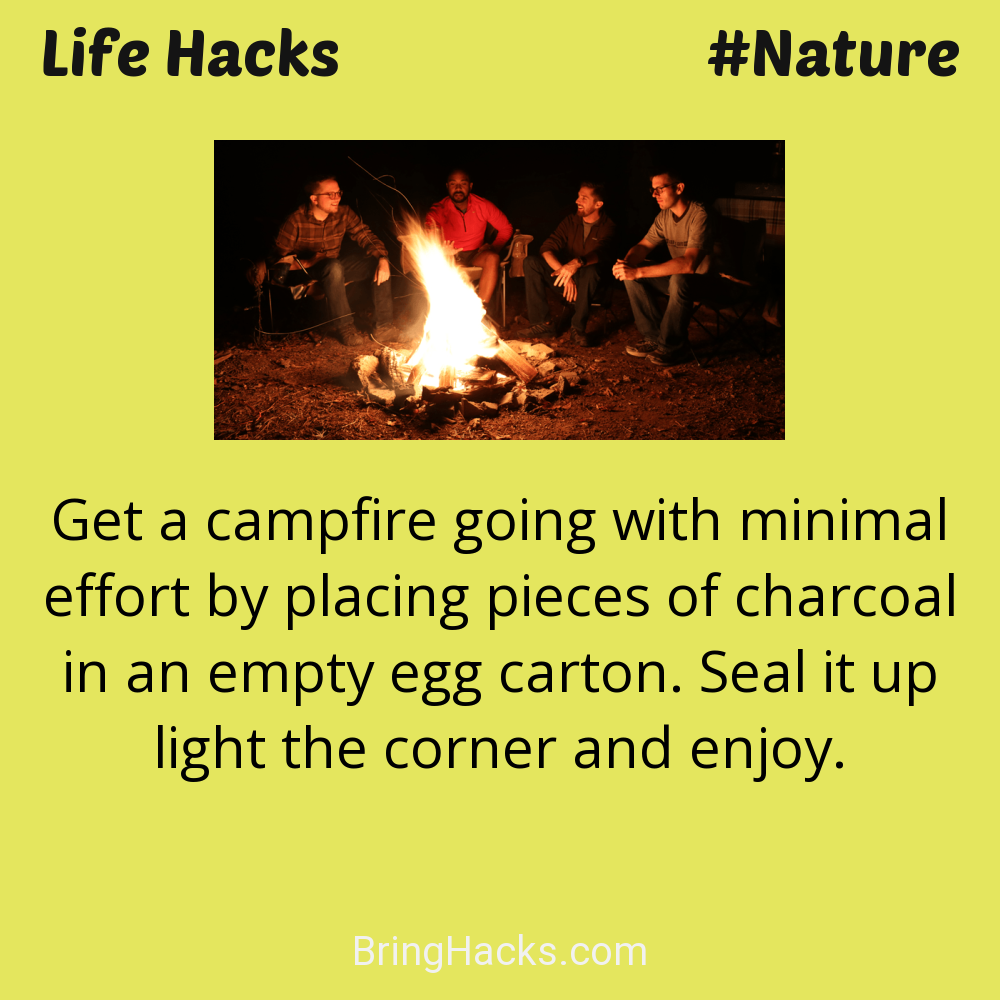 Life Hacks
#Nature
Get a campfire going with minimal
effort by placing pieces of charcoal
in an empty egg carton. Seal it up
light the corner and enjoy.
BringHacks.com